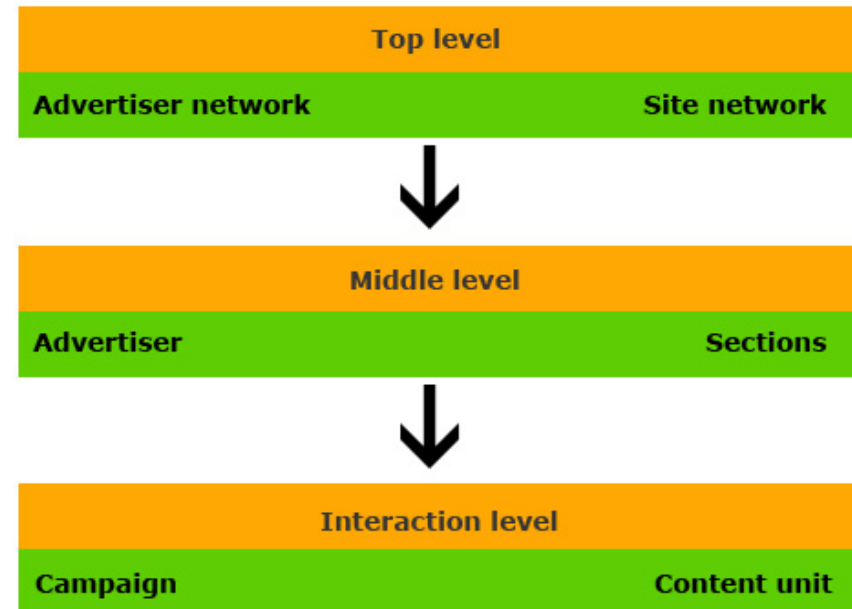 Top level
Advertiser network Site network
Middle level
Advertiser Sections
Interaction level
Campaign Content unit